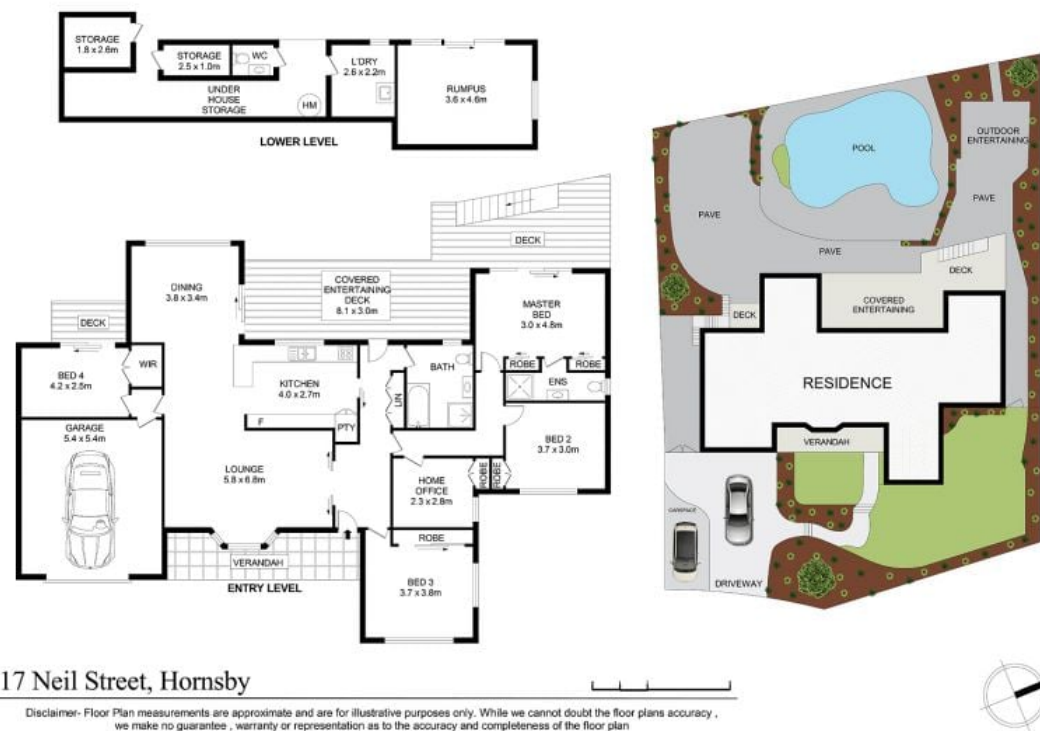 STORAGE
1.8 x 2.6m
STORAGE
2.5 x 1.0m
WC
L'DRY
2.6 x 2.2m
RUMPUS
3.6 x 4.6m
UNDER
HOUSE
STORAGE
HM
LOWER LEVEL
DECK
DINING
3.8 x 3.4m
COVERED
ENTERTAINING
DECK
8.1 x 3.0m
MASTER
BED
3.0 x 4.8m
DECK
BED 4
4.2 x 2.5m
WIR
KITCHEN
4.0 x 2.7m
BATH
ROBE
ROBE
ENS
LIN
F
PTY
BED 2
3.7 x 3.0m
GARAGE
5.4 x 5.4m
LOUNGE
5.8 x 6.8m
HOME
OFFICE
2.3 x 2.8m
ROBE
ROBE
ROBE
VERANDAH
BED 3
3.7 x 3.8m
ENTRY LEVEL
POOL
OUTDOOR
ENTERTAINING
PAVE
PAVE
PAVE
DECK
COVERED
ENTERTAINING
DECK
RESIDENCE
VERANDAH
CARSPACE
DRIVEWAY
17 Neil Street, Hornsby
Disclaimer- Floor Plan measurements are approximate and are for illustrative purposes only. While we cannot doubt the floor plans accuracy ,
we make no guarantee , warranty or representation as to the accuracy and completeness of the floor plan